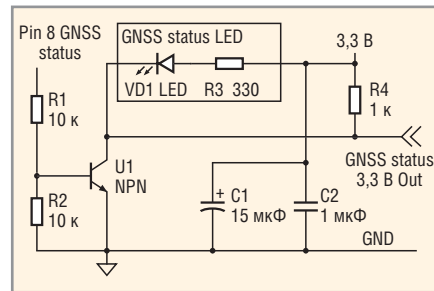 Pin 8 GNSS
status
GNSS status LED
VD1 LED
R3 330
3,3 В
R1
10 к
R4
1 к
GNSS status
3,3 В Out
U1
NPN
R2
10 к
+
C1
15 мкФ
C2
1 мкФ
GND